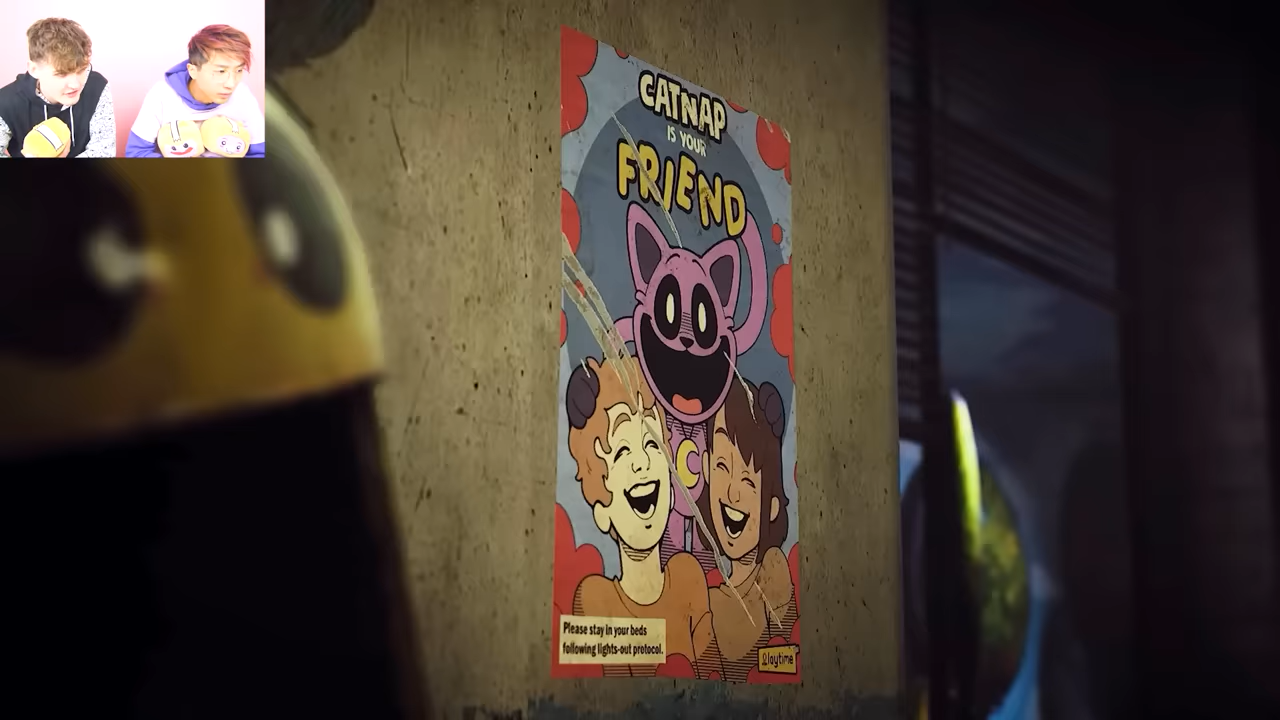 CATNAP
IS YOUR
FRIEND
Please stay in your beds
following lights-out protocol.
Playtime